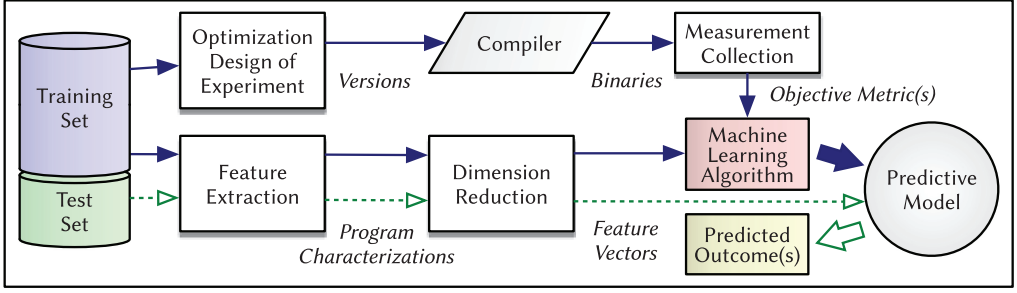 Training
Set
Test
Set
Optimization
Design of
Experiment
Versions
Compiler
Binaries
Measurement
Collection
Objective Metric(s)
Feature
Extraction
Program
Characterizations
Dimension
Reduction
Feature
Vectors
Machine
Learning
Algorithm
Predictive
Model
Predicted
Outcome(s)